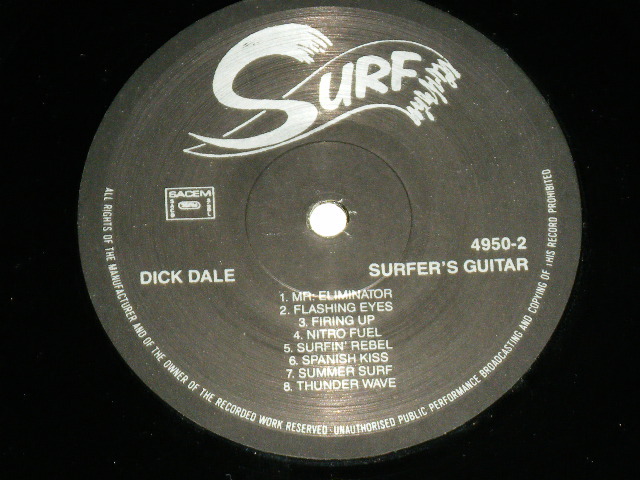 SURF
SACEM
4950-2
DICK DALE
SURFER'S GUITAR
1. MR: ELIMINATOR
2. FLASHING EYES
3. FIRING UP
4. NITRO FUEL
5. SURFIN' REBEL
6. SPANISH KISS
7. SUMMER SURF
8. THUNDER WAVE
ALL RIGHTS OF THE MANUFACTURER AND OF THE OWNER OF THE RECORDED WORK RESERVED. UNAUTHORISED PUBLIC PERFORMANCE BROADCASTING AND COPYING OF THIS RECORD PROHIBITED